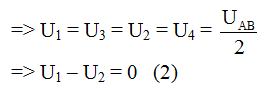 => U₁ = U₃ = U₂ = U₄ = U_AB / 2
=> U₁ – U₂ = 0 (2)